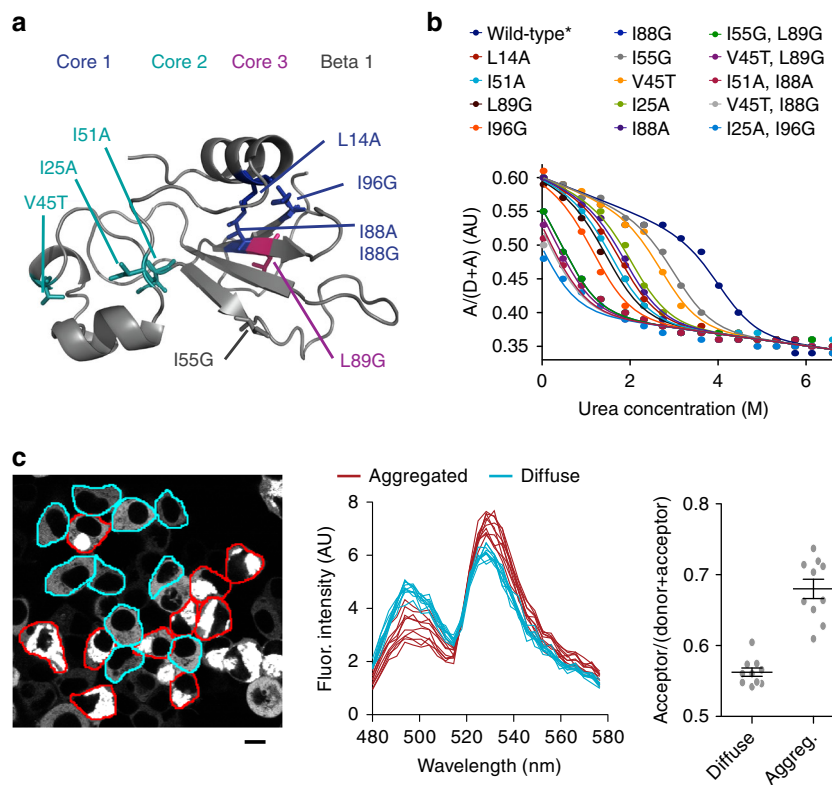 a
Core 1 Core 2 Core 3 Beta 1
I51A
I25A
V45T
L14A
I96G
I88A
I88G
I55G
L89G
b
Wild-type* I88G I55G, L89G
L14A I55G V45T, L89G
I51A V45T I51A, I88A
L89G I25A V45T, I88G
I96G I88A I25A, I96G
A/(D+A) (AU)
0.60
0.55
0.50
0.45
0.40
0.35
0 2 4 6
Urea concentration (M)
c
Aggregated Diffuse
Fluor. intensity (AU)
8
6
4
2
0
480 500 520 540 560 580
Wavelength (nm)
Acceptor/(donor+acceptor)
0.8
0.7
0.6
0.5
Diffuse
Aggreg.